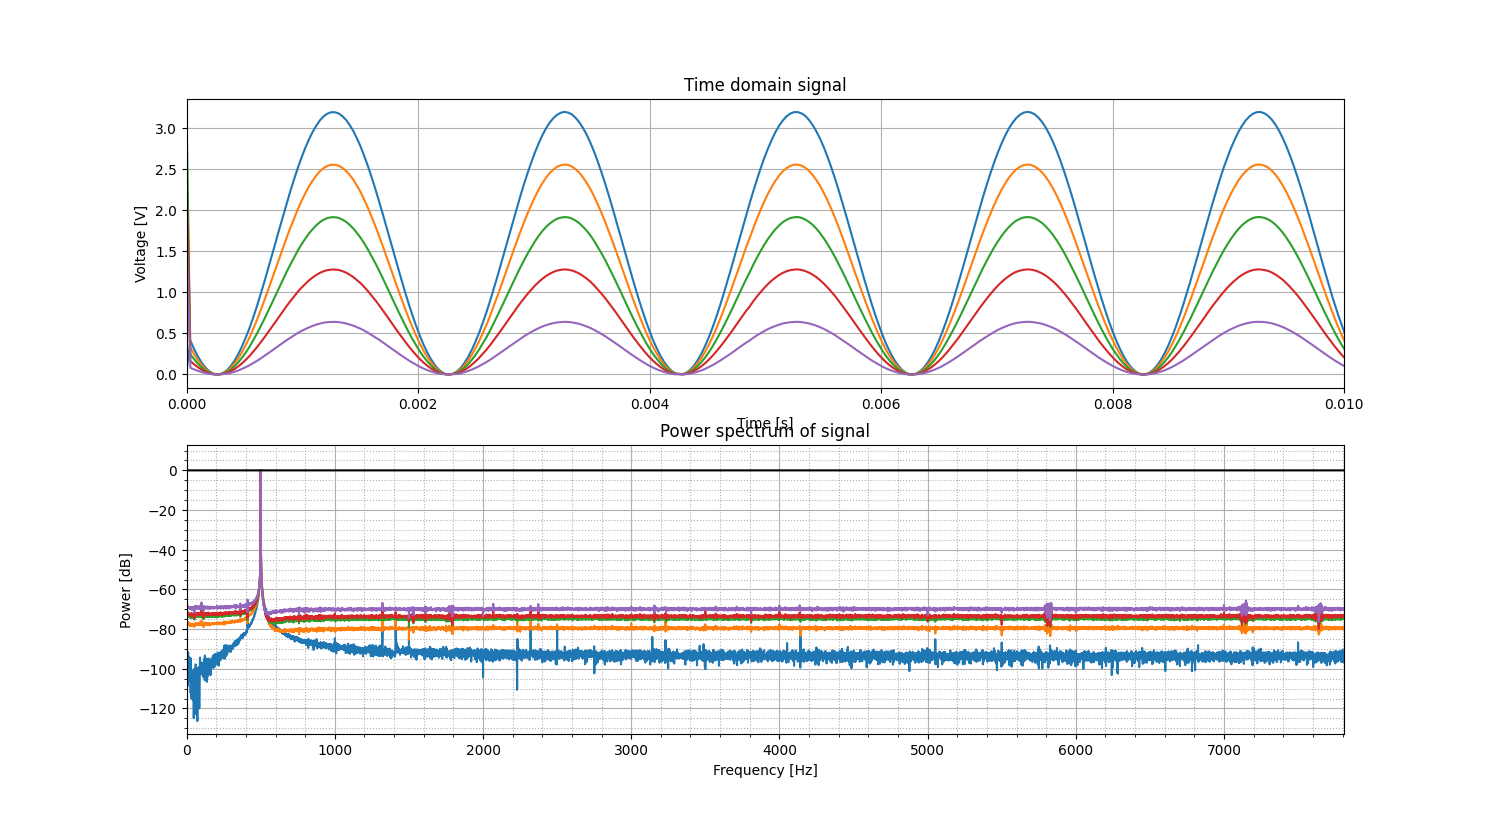 Time domain signal
Voltage [V]
3.0
2.5
2.0
1.5
1.0
0.5
0.0
0.000 0.002 0.004 0.006 0.008 0.010
Time [s]
Power spectrum of signal
Power [dB]
0
−20
−40
−60
−80
−100
−120
0 1000 2000 3000 4000 5000 6000 7000
Frequency [Hz]